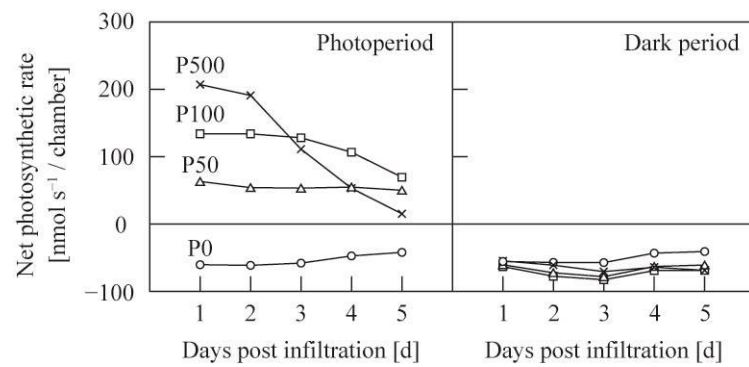 300
200
100
0
−100
Net photosynthetic rate
[nmol s⁻¹ / chamber]
Photoperiod
P500
P100
P50
P0
1 2 3 4 5
Days post infiltration [d]
Dark period
1 2 3 4 5
Days post infiltration [d]